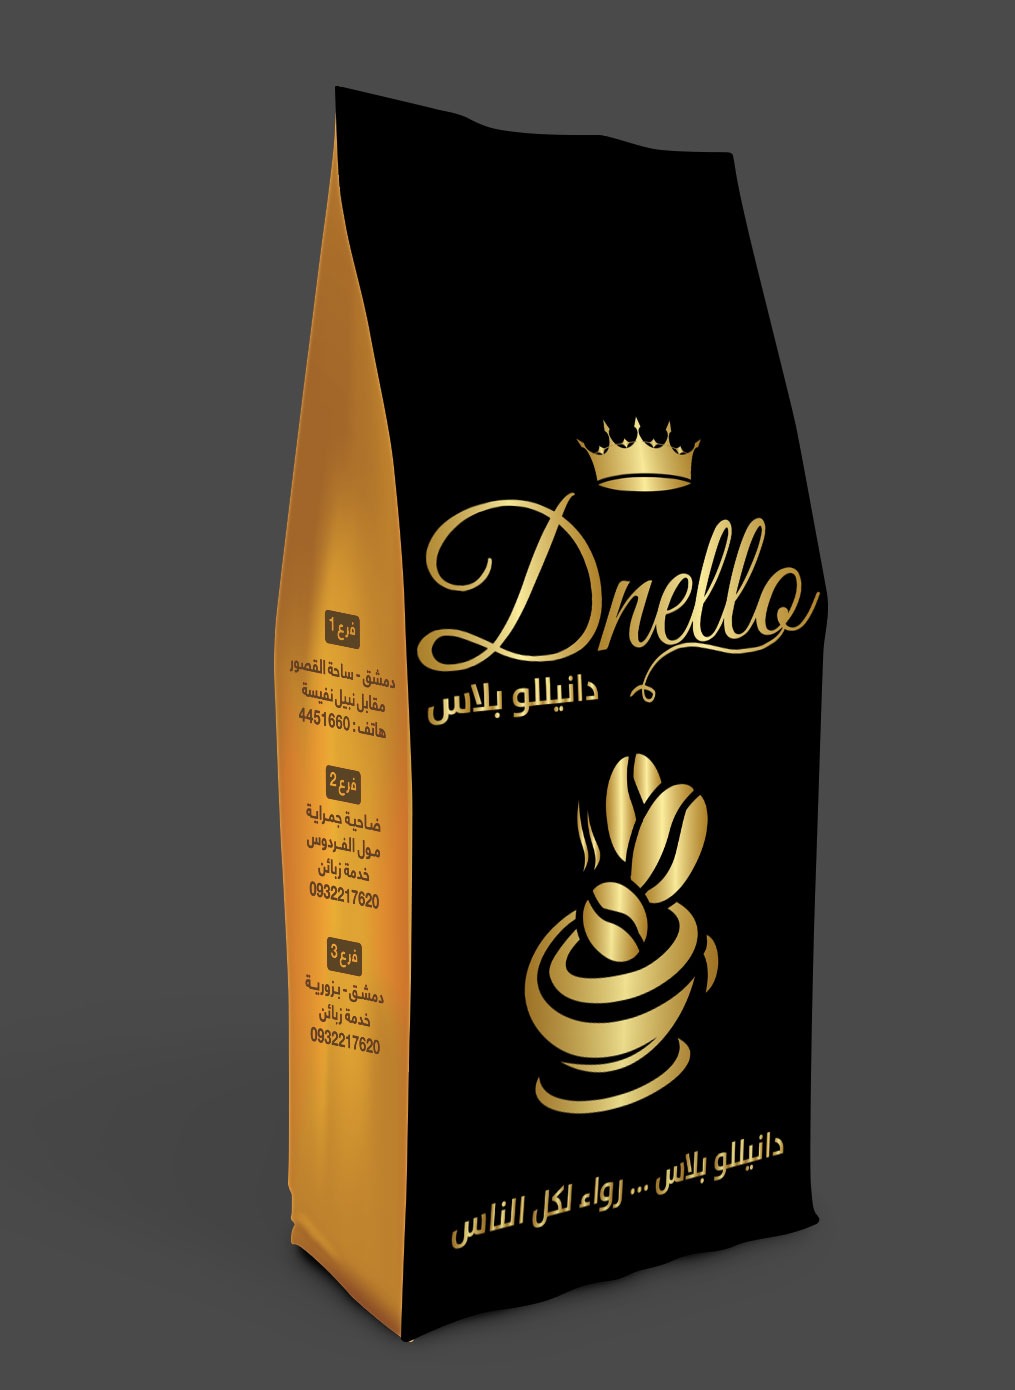 Dnello
دانيللو بلاس
دانيللو بلاس ... رواء لكل الناس
فرع 1
دمشق - ساحة القصور
مقابل نبيل نفيسة
هاتف : 4451660
فرع 2
ضاحية جمراية
مول الفردوس
خدمة زبائن
0932217620
فرع 3
دمشق - بزورية
خدمة زبائن
0932217620